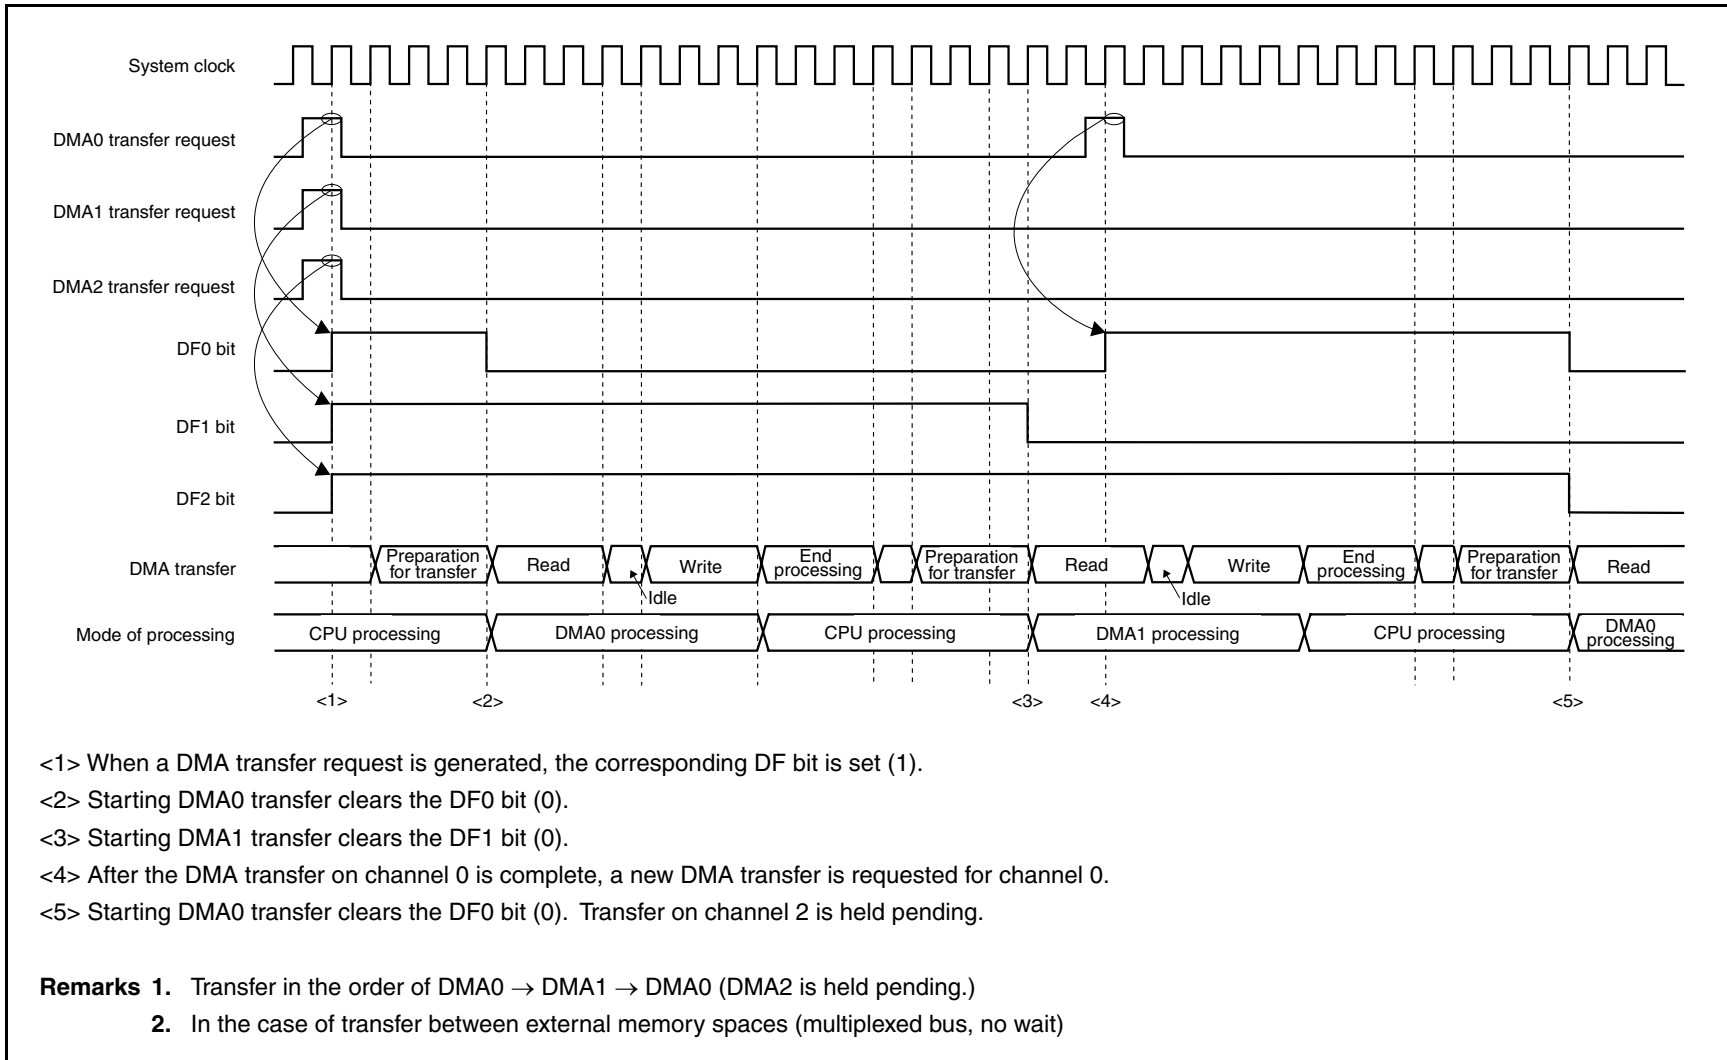 System clock
DMA0 transfer request
DMA1 transfer request
DMA2 transfer request
DF0 bit
DF1 bit
DF2 bit
DMA transfer
Preparation
for transfer
Read
Idle
Write
End
processing
Preparation
for transfer
Read
Idle
Write
End
processing
Preparation
for transfer
Read
Mode of processing
CPU processing
DMA0 processing
CPU processing
DMA1 processing
CPU processing
DMA0
processing
<1>
<2>
<3>
<4>
<5>
<1> When a DMA transfer request is generated, the corresponding DF bit is set (1).
<2> Starting DMA0 transfer clears the DF0 bit (0).
<3> Starting DMA1 transfer clears the DF1 bit (0).
<4> After the DMA transfer on channel 0 is complete, a new DMA transfer is requested for channel 0.
<5> Starting DMA0 transfer clears the DF0 bit (0). Transfer on channel 2 is held pending.
Remarks 1. Transfer in the order of DMA0 → DMA1 → DMA0 (DMA2 is held pending.)
2. In the case of transfer between external memory spaces (multiplexed bus, no wait)